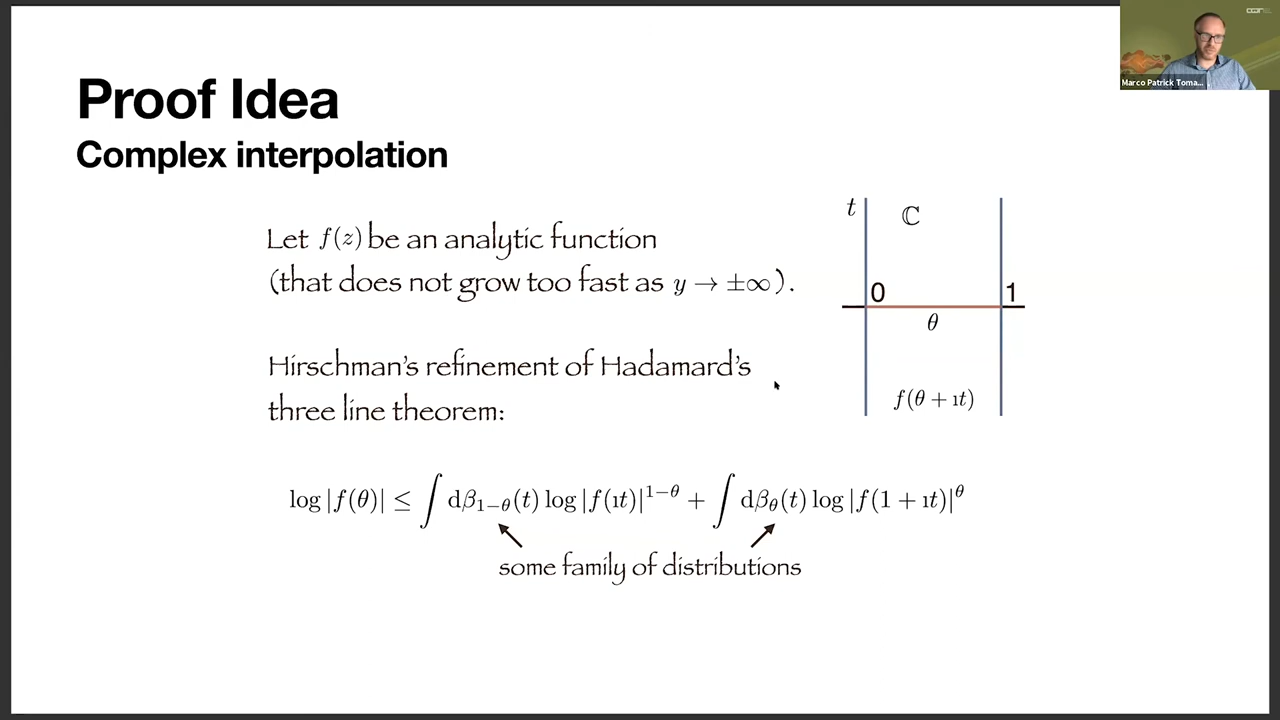 Proof Idea
Complex interpolation
Let f(z) be an analytic function
(that does not grow too fast as y → ±∞).
Hirschman's refinement of Hadamard's
three line theorem:
log|f(θ)| ≤ ∫ dβ₁₋θ(t) log|f(ıt)|^{1−θ} + ∫ dβ_θ(t) log|f(1 + ıt)|^θ
some family of distributions
t
ℂ
0
1
θ
f(θ + ıt)
Marco Patrick Toma...